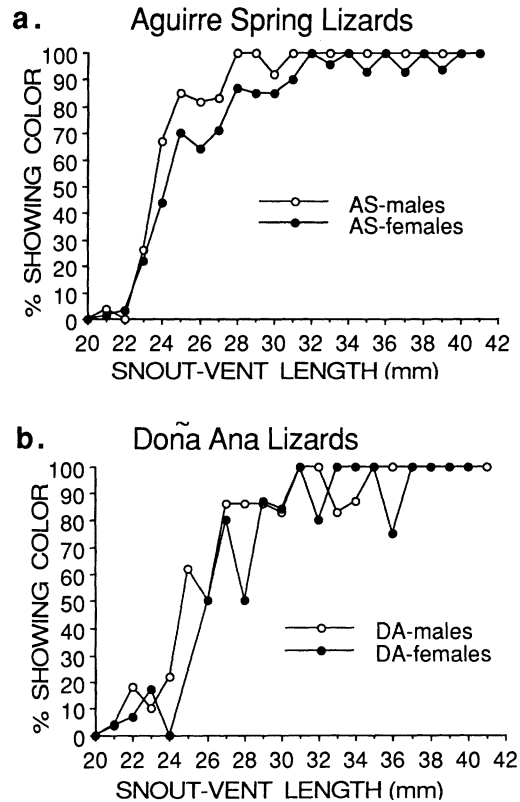 a. Aguirre Spring Lizards
100
90
80
70
60
50
40
30
20
10
0
% SHOWING COLOR
AS-males
AS-females
20 22 24 26 28 30 32 34 36 38 40 42
SNOUT-VENT LENGTH (mm)
b. Doña Ana Lizards
100
90
80
70
60
50
40
30
20
10
0
% SHOWING COLOR
DA-males
DA-females
20 22 24 26 28 30 32 34 36 38 40 42
SNOUT-VENT LENGTH (mm)